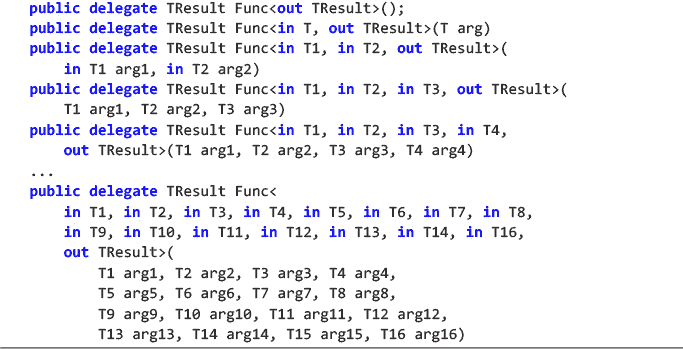 public delegate TResult Func<out TResult>();
public delegate TResult Func<in T, out TResult>(T arg)
public delegate TResult Func<in T1, in T2, out TResult>(
in T1 arg1, in T2 arg2)
public delegate TResult Func<in T1, in T2, in T3, out TResult>(
T1 arg1, T2 arg2, T3 arg3)
public delegate TResult Func<in T1, in T2, in T3, in T4,
out TResult>(T1 arg1, T2 arg2, T3 arg3, T4 arg4)
...
public delegate TResult Func<
in T1, in T2, in T3, in T4, in T5, in T6, in T7, in T8,
in T9, in T10, in T11, in T12, in T13, in T14, in T16,
out TResult>(
T1 arg1, T2 arg2, T3 arg3, T4 arg4,
T5 arg5, T6 arg6, T7 arg7, T8 arg8,
T9 arg9, T10 arg10, T11 arg11, T12 arg12,
T13 arg13, T14 arg14, T15 arg15, T16 arg16)